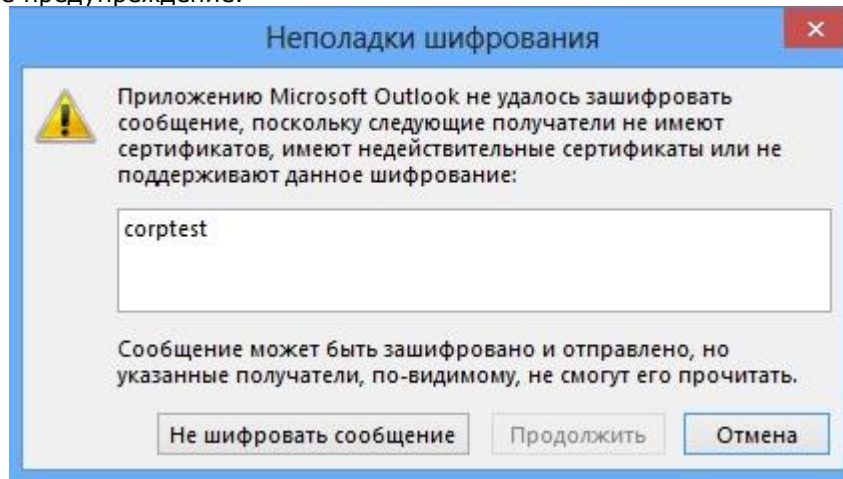 е предупреждение:
Неполадки шифрования
Приложению Microsoft Outlook не удалось зашифровать
сообщение, поскольку следующие получатели не имеют
сертификатов, имеют недействительные сертификаты или не
поддерживают данное шифрование:
corptest
Сообщение может быть зашифровано и отправлено, но
указанные получатели, по-видимому, не смогут его прочитать.
Не шифровать сообщение Продолжить Отмена